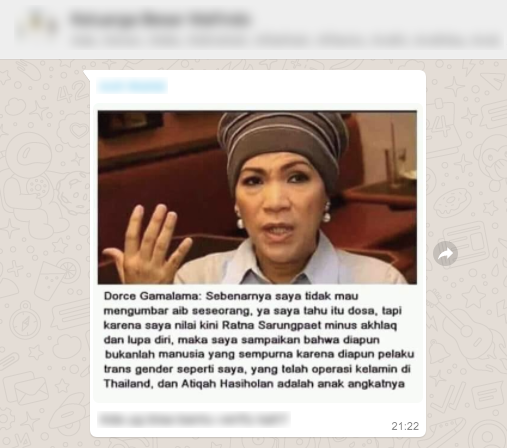 Dorce Gamalama: Sebenarnya saya tidak mau
mengumbar aib seseorang, ya saya tahu itu dosa, tapi
karena saya nilai kini Ratna Sarungpaet minus akhlaq
dan lupa diri, maka saya sampaikan bahwa diapun
bukanlah manusia yang sempurna karena diapun pelaku
trans gender seperti saya, yang telah operasi kelamin di
Thailand, dan Atiqah Hasiholan adalah anak angkatnya
21:22